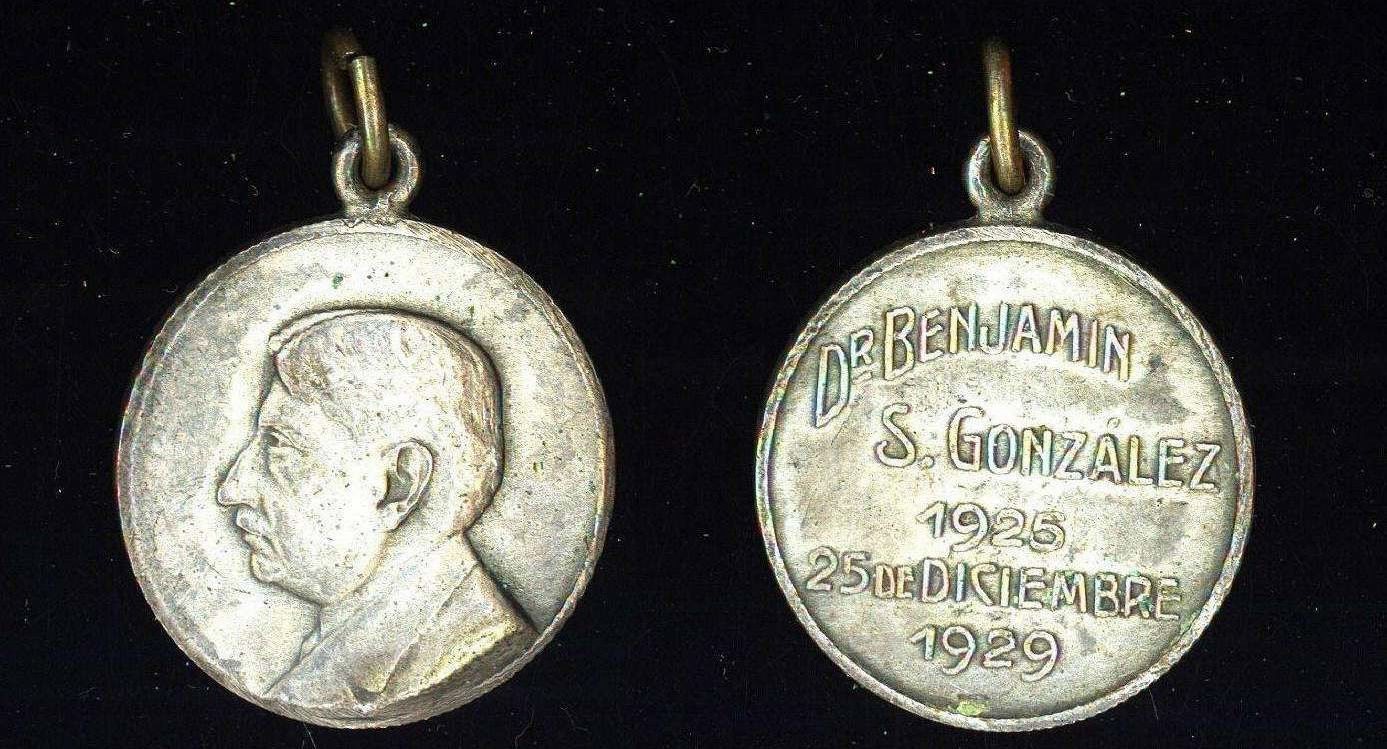 DR BENJAMIN
S. GONZÁLEZ
1925
25 DE DICIEMBRE
1929